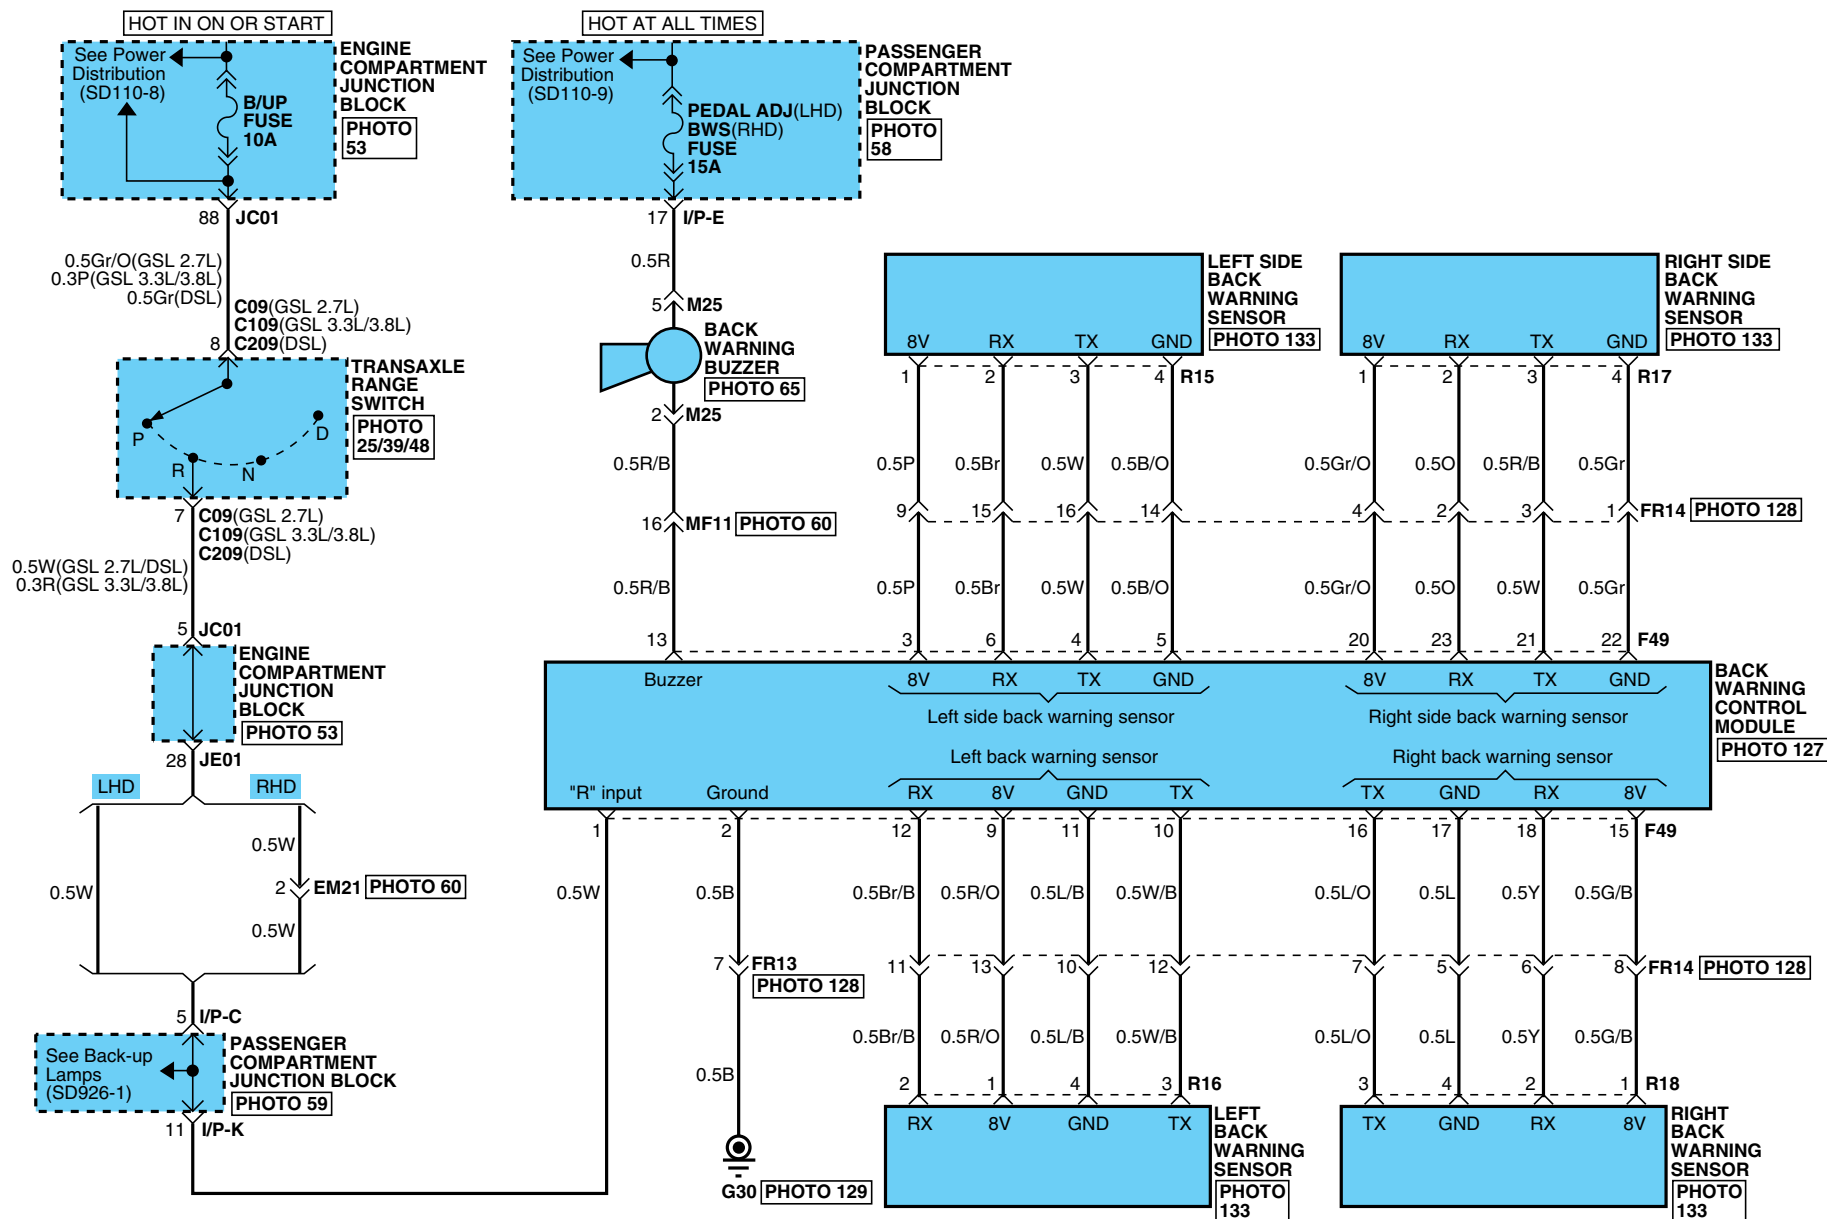 HOT IN ON OR START
See Power
Distribution
(SD110-8)
B/UP
FUSE
10A
ENGINE
COMPARTMENT
JUNCTION
BLOCK
PHOTO
53
88 JC01
0.5Gr/O(GSL 2.7L)
0.3P(GSL 3.3L/3.8L)
0.5Gr(DSL)
C09(GSL 2.7L)
C109(GSL 3.3L/3.8L)
8 C209(DSL)
TRANSAXLE
RANGE
SWITCH
PHOTO
25/39/48
P
R
N
D
7 C09(GSL 2.7L)
C109(GSL 3.3L/3.8L)
C209(DSL)
0.5W(GSL 2.7L/DSL)
0.3R(GSL 3.3L/3.8L)
5 JC01
ENGINE
COMPARTMENT
JUNCTION
BLOCK
PHOTO 53
28 JE01
LHD RHD
0.5W
0.5W
2 EM21 PHOTO 60
0.5W
5 I/P-C
See Back-up
Lamps
(SD926-1)
PASSENGER
COMPARTMENT
JUNCTION BLOCK
PHOTO 59
11 I/P-K
HOT AT ALL TIMES
See Power
Distribution
(SD110-9)
PEDAL ADJ(LHD)
BWS(RHD)
FUSE
15A
PASSENGER
COMPARTMENT
JUNCTION
BLOCK
PHOTO
58
17 I/P-E
0.5R
5 M25
BACK
WARNING
BUZZER
PHOTO 65
2 M25
0.5R/B
16 MF11 PHOTO 60
0.5R/B
13
LEFT SIDE
BACK
WARNING
SENSOR
PHOTO 133
8V RX TX GND
1 2 3 4 R15
0.5P 0.5Br 0.5W 0.5B/O
9 15 16 14
0.5P 0.5Br 0.5W 0.5B/O
3 6 4 5
RIGHT SIDE
BACK
WARNING
SENSOR
PHOTO 133
8V RX TX GND
1 2 3 4 R17
0.5Gr/O 0.5O 0.5R/B 0.5Gr
4 2 3 1 FR14 PHOTO 128
0.5Gr/O 0.5O 0.5W 0.5Gr
20 23 21 22 F49
Buzzer 8V RX TX GND 8V RX TX GND
Left side back warning sensor Right side back warning sensor
Left back warning sensor Right back warning sensor
"R" input Ground RX 8V GND TX TX GND RX 8V
BACK
WARNING
CONTROL
MODULE
PHOTO 127
1 2 12 9 11 10 16 17 18 15 F49
0.5W 0.5B 0.5Br/B 0.5R/O 0.5L/B 0.5W/B 0.5L/O 0.5L 0.5Y 0.5G/B
7 FR13
PHOTO 128
11 13 10 12 7 5 6 8 FR14 PHOTO 128
0.5B
0.5Br/B 0.5R/O 0.5L/B 0.5W/B 0.5L/O 0.5L 0.5Y 0.5G/B
2 1 4 3 R16 3 4 2 1 R18
G30 PHOTO 129
RX 8V GND TX
LEFT
BACK
WARNING
SENSOR
PHOTO
133
TX GND RX 8V
RIGHT
BACK
WARNING
SENSOR
PHOTO
133